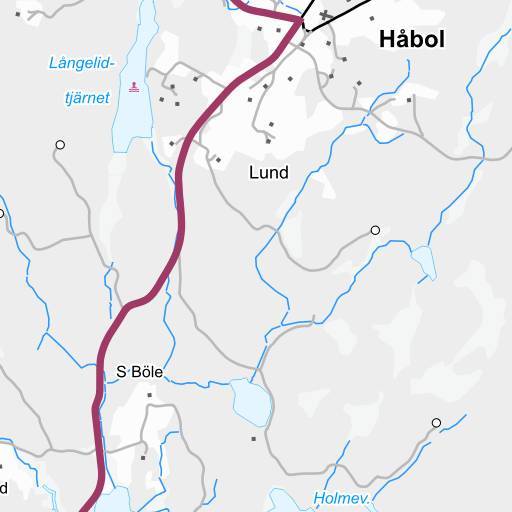 Håbol
Långelid-
tjärnet
Lund
S Böle
d
Holmev.